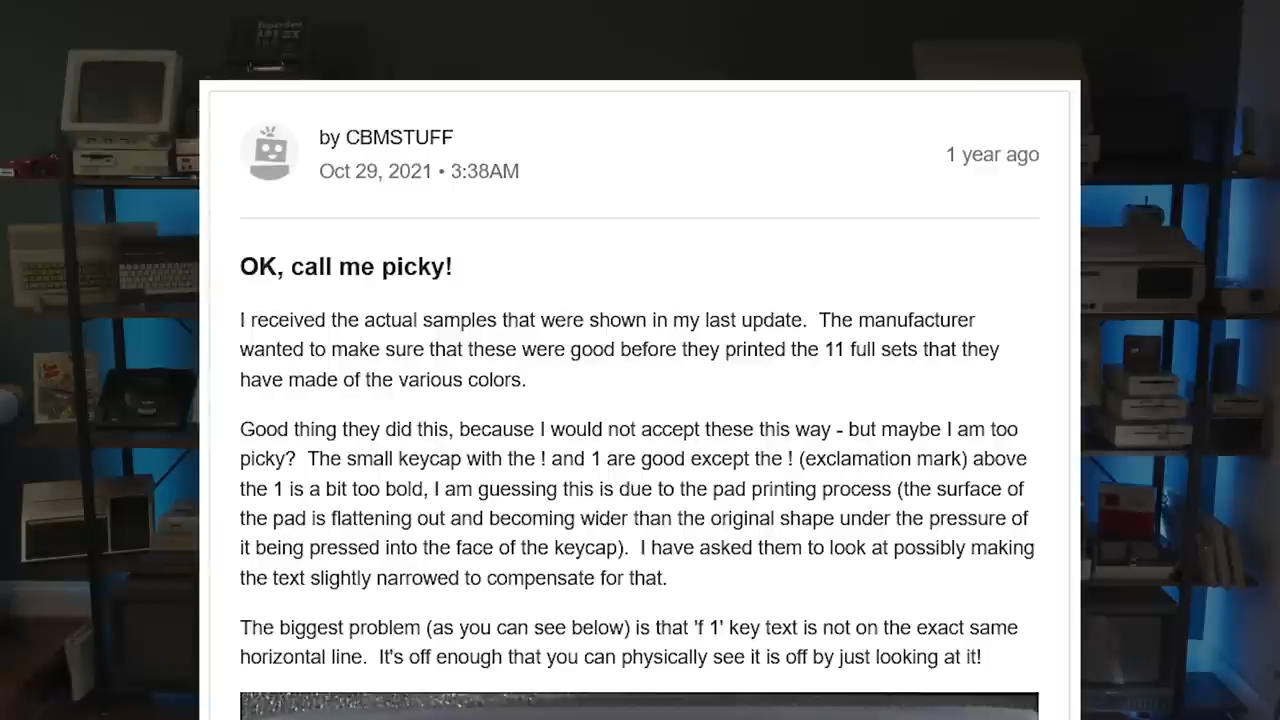 by CBMSTUFF
Oct 29, 2021 • 3:38AM
1 year ago
OK, call me picky!
I received the actual samples that were shown in my last update.  The manufacturer
wanted to make sure that these were good before they printed the 11 full sets that they
have made of the various colors.
Good thing they did this, because I would not accept these this way - but maybe I am too
picky?  The small keycap with the ! and 1 are good except the ! (exclamation mark) above
the 1 is a bit too bold, I am guessing this is due to the pad printing process (the surface of
the pad is flattening out and becoming wider than the original shape under the pressure of
it being pressed into the face of the keycap).  I have asked them to look at possibly making
the text slightly narrowed to compensate for that.
The biggest problem (as you can see below) is that 'f 1' key text is not on the exact same
horizontal line.  It's off enough that you can physically see it is off by just looking at it!